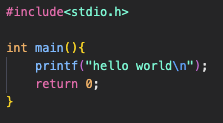 #include<stdio.h>
int main(){
    printf("hello world\n");
    return 0;
}